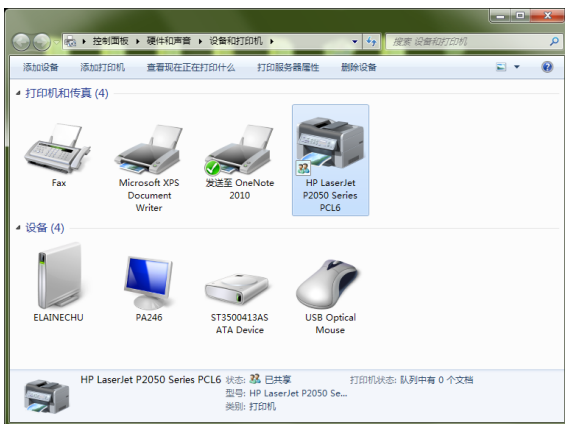 控制面板 ▸ 硬件和声音 ▸ 设备和打印机 ▸ 搜索 设备和打印机
添加设备 添加打印机 查看现在正在打印什么 打印服务器属性 删除设备
打印机和传真 (4)
Fax
Microsoft XPS
Document
Writer
发送至 OneNote
2010
HP LaserJet
P2050 Series
PCL6
设备 (4)
ELAINECHU
PA246
ST3500413AS
ATA Device
USB Optical
Mouse
HP LaserJet P2050 Series PCL6 状态: 已共享 打印机状态: 队列中有 0 个文档
型号: HP LaserJet P2050 Se...
类别: 打印机